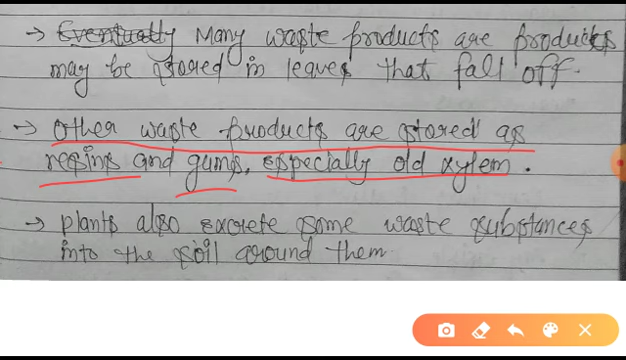 → Eventually Many waste products are products
may be stored in leaves that fall off.
→ Other waste products are stored as
resins and gums, especially old xylem.
→ plants also excrete some waste substances
into the soil around them